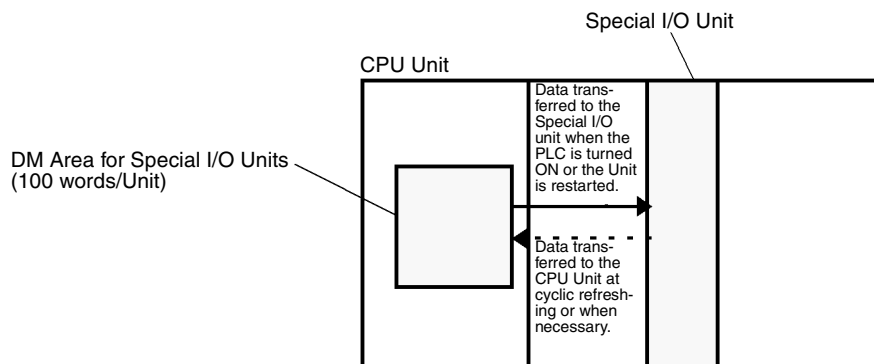 Special I/O Unit
CPU Unit
Data trans-
ferred to the
Special I/O
unit when the
PLC is turned
ON or the Unit
is restarted.
DM Area for Special I/O Units
(100 words/Unit)
Data trans-
ferred to the
CPU Unit at
cyclic refresh-
ing or when
necessary.